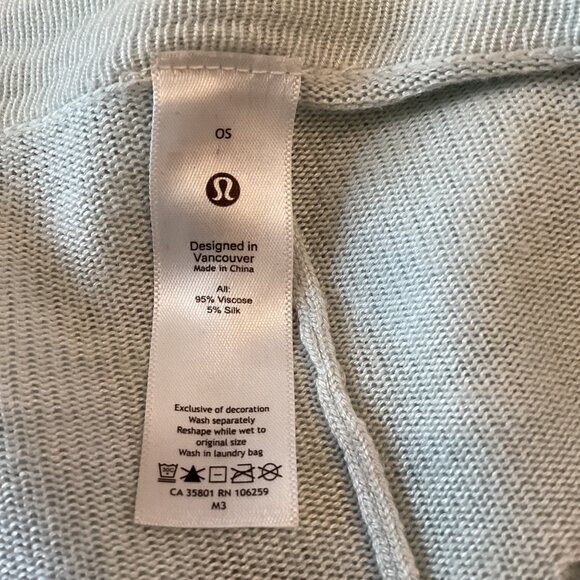 OS
Designed in
Vancouver
Made in China
All:
95% Viscose
5% Silk
Exclusive of decoration
Wash separately
Reshape while wet to
original size
Wash in laundry bag
CA 35801 RN 106259
M3